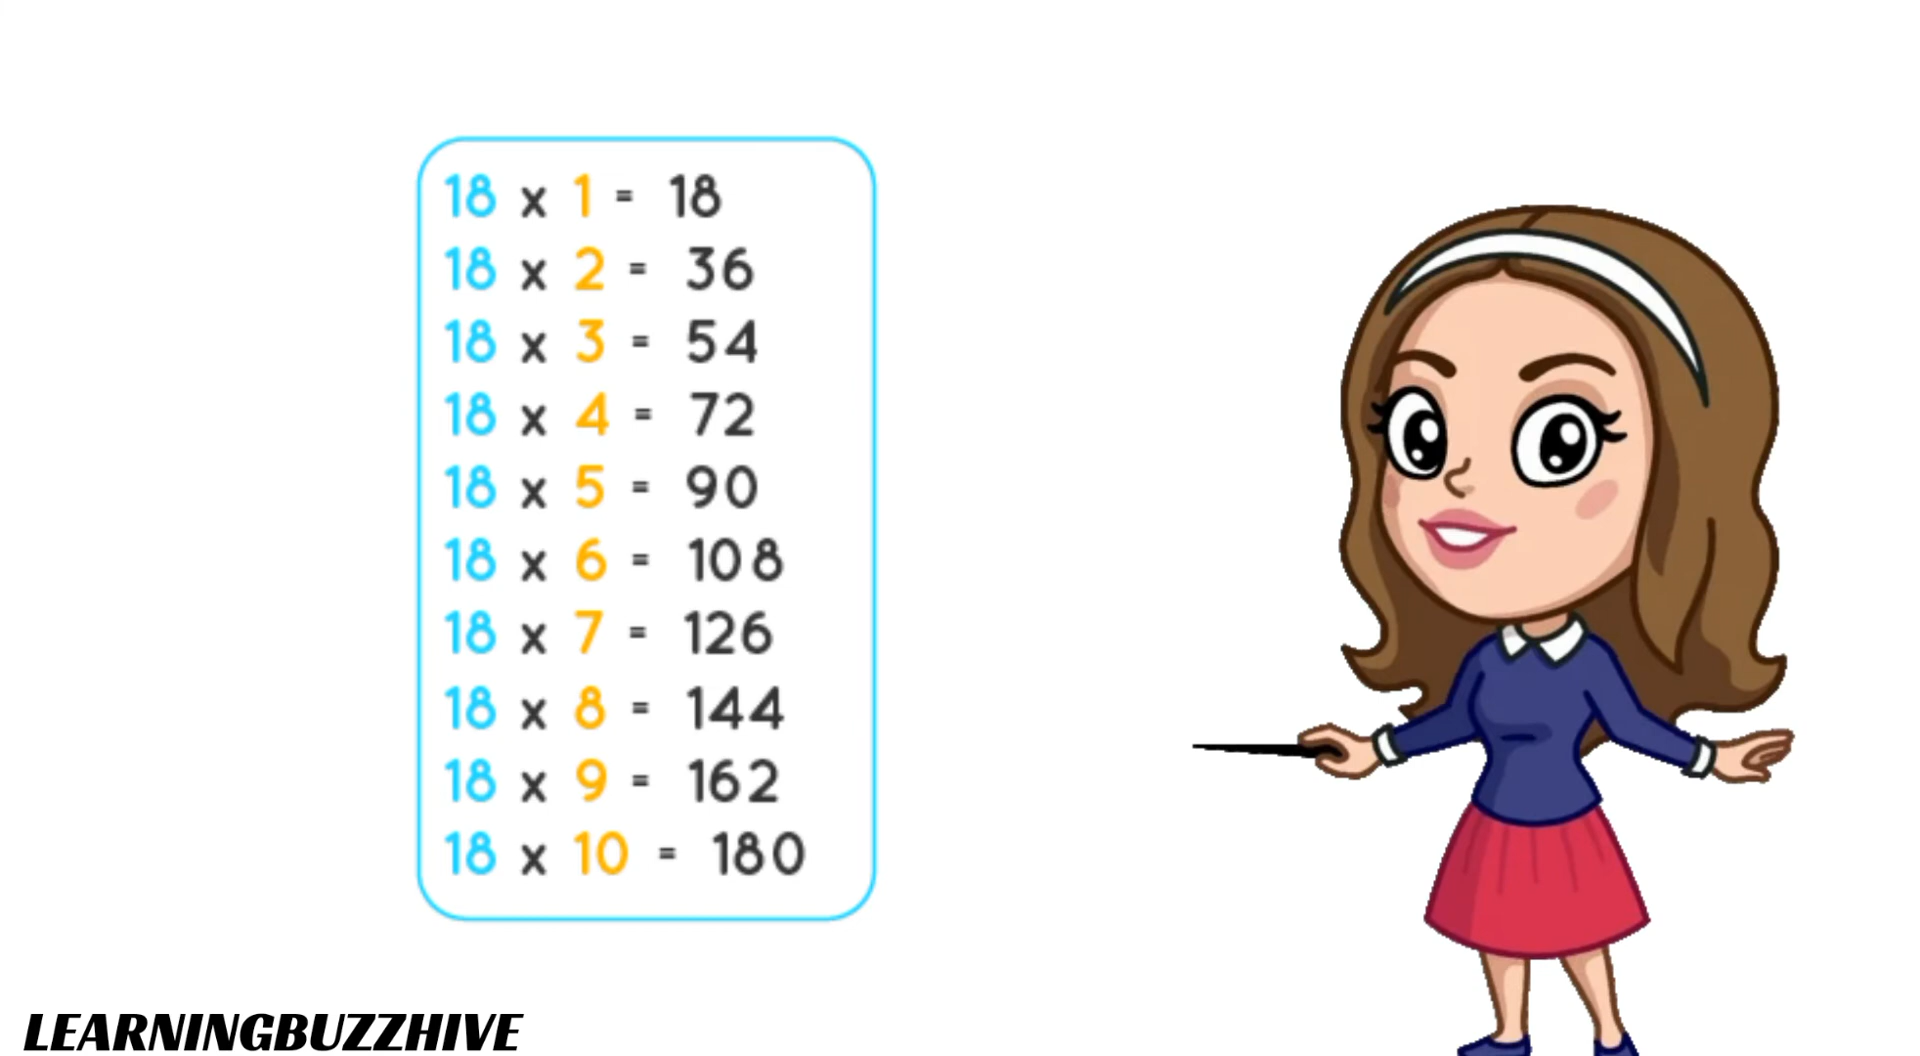 18 x 1 = 18
18 x 2 = 36
18 x 3 = 54
18 x 4 = 72
18 x 5 = 90
18 x 6 = 108
18 x 7 = 126
18 x 8 = 144
18 x 9 = 162
18 x 10 = 180
LEARNINGBUZZHIVE